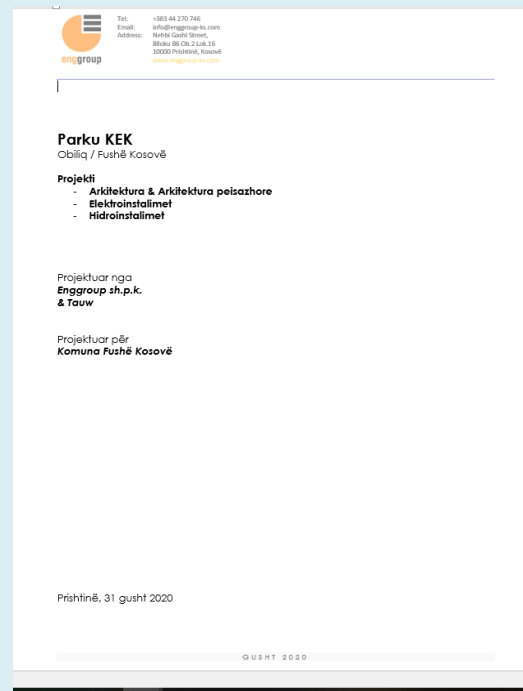 Tel: +383 44 270 746
Email: info@enggroup-ks.com
Address: Nehbi Gashi Street,
Blloku B6 Ob.2 Lok.16
10000 Prishtinë, Kosovë
www.enggroup-ks.com
enggroup
Parku KEK
Obiliq / Fushë Kosovë
Projekti
- Arkitektura & Arkitektura peisazhore
- Elektroinstalimet
- Hidroinstalimet
Projektuar nga
Enggroup sh.p.k.
& Tauw
Projektuar për
Komuna Fushë Kosovë
Prishtinë, 31 gusht 2020
GUSHT 2020